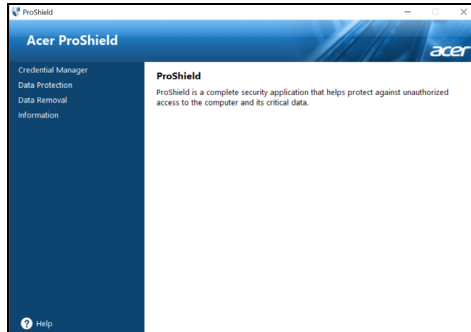 ProShield
Acer ProShield
acer
Credential Manager
Data Protection
Data Removal
Information
ProShield
ProShield is a complete security application that helps protect against unauthorized
access to the computer and its critical data.
? Help